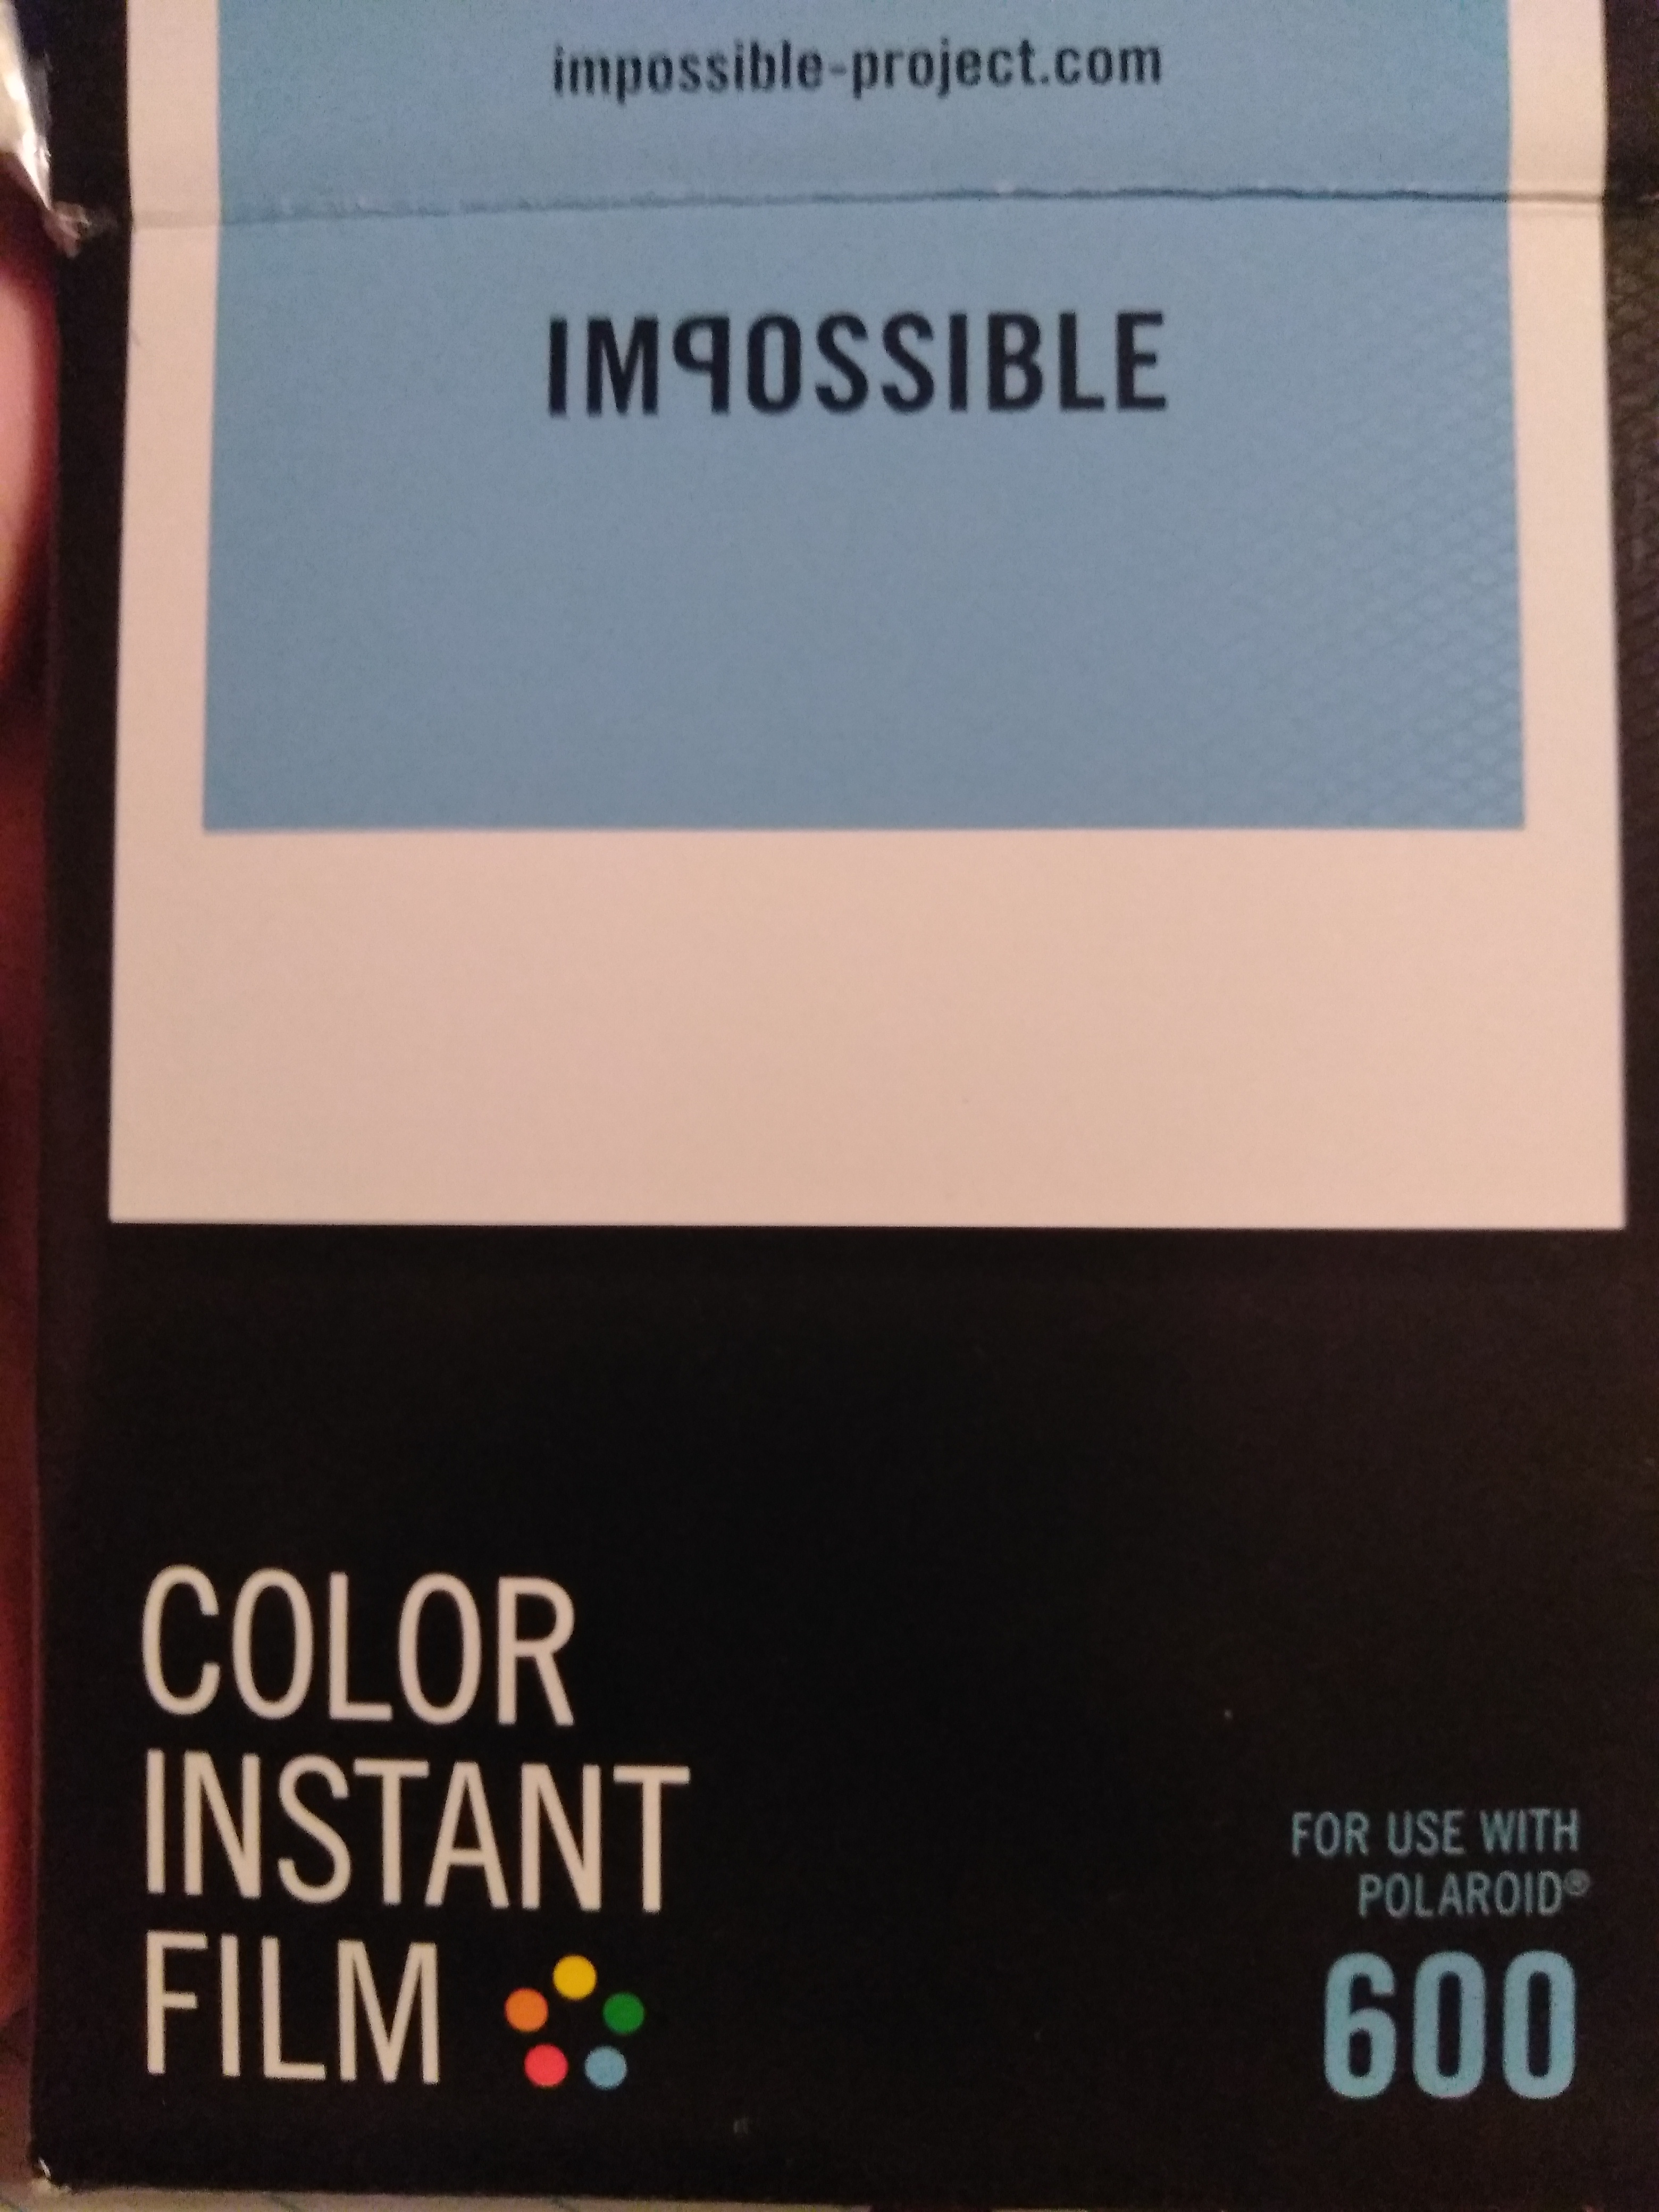 impossible-project.com
IMPOSSIBLE
COLOR
INSTANT
FILM
FOR USE WITH
POLAROID®
600